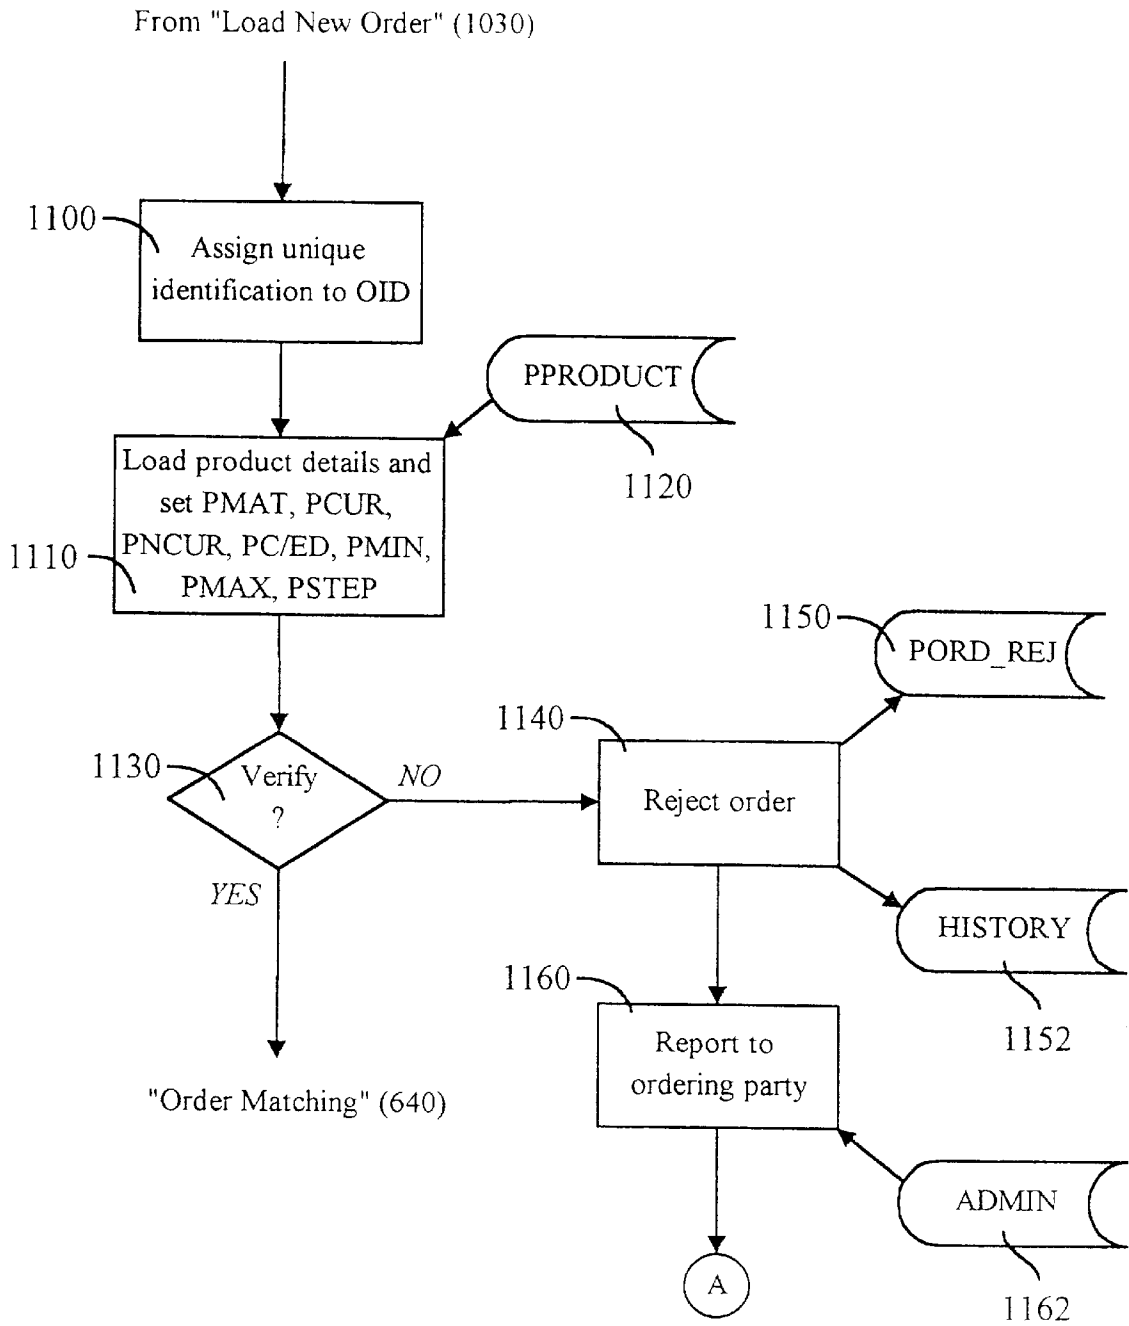 From "Load New Order" (1030)
1100
Assign unique
identification to OID
PPRODUCT
1120
Load product details and
set PMAT, PCUR,
PNCUR, PC/ED, PMIN,
PMAX, PSTEP
1110
1150
PORD_REJ
1140
1130
Verify
?
NO
Reject order
YES
HISTORY
1152
1160
Report to
ordering party
"Order Matching" (640)
ADMIN
1162
A